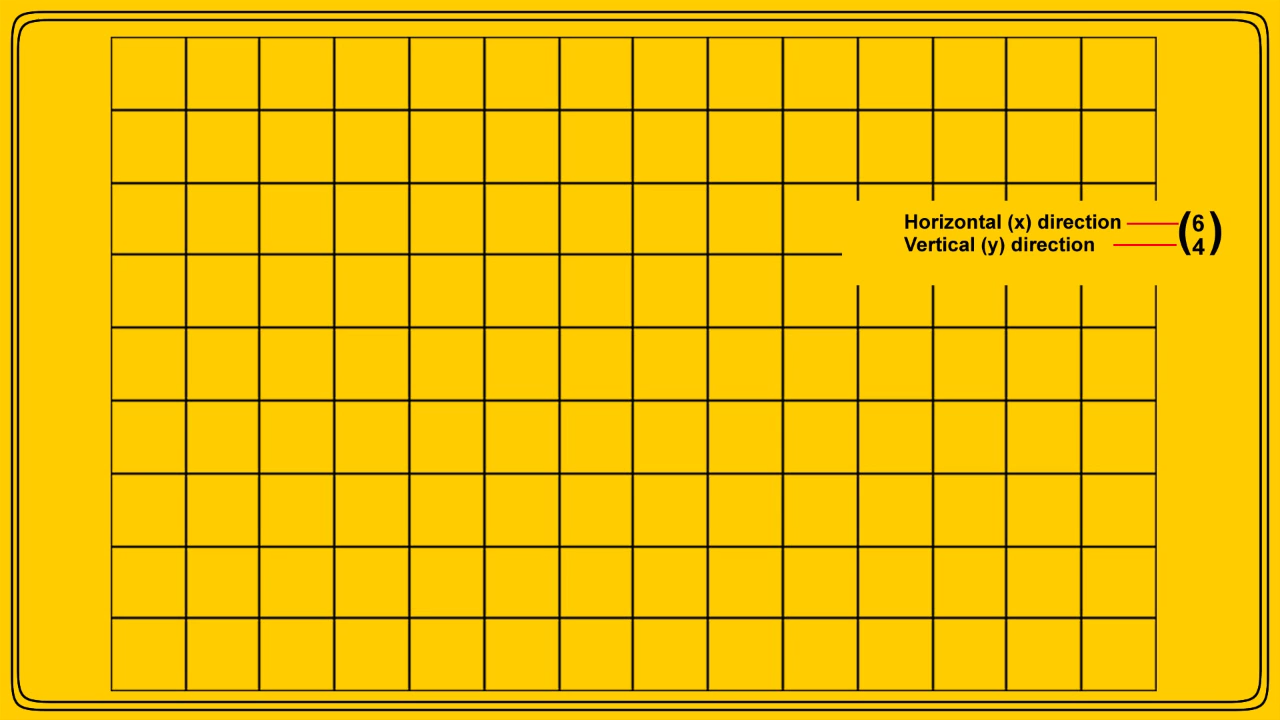 Horizontal (x) direction (6
Vertical (y) direction 4)